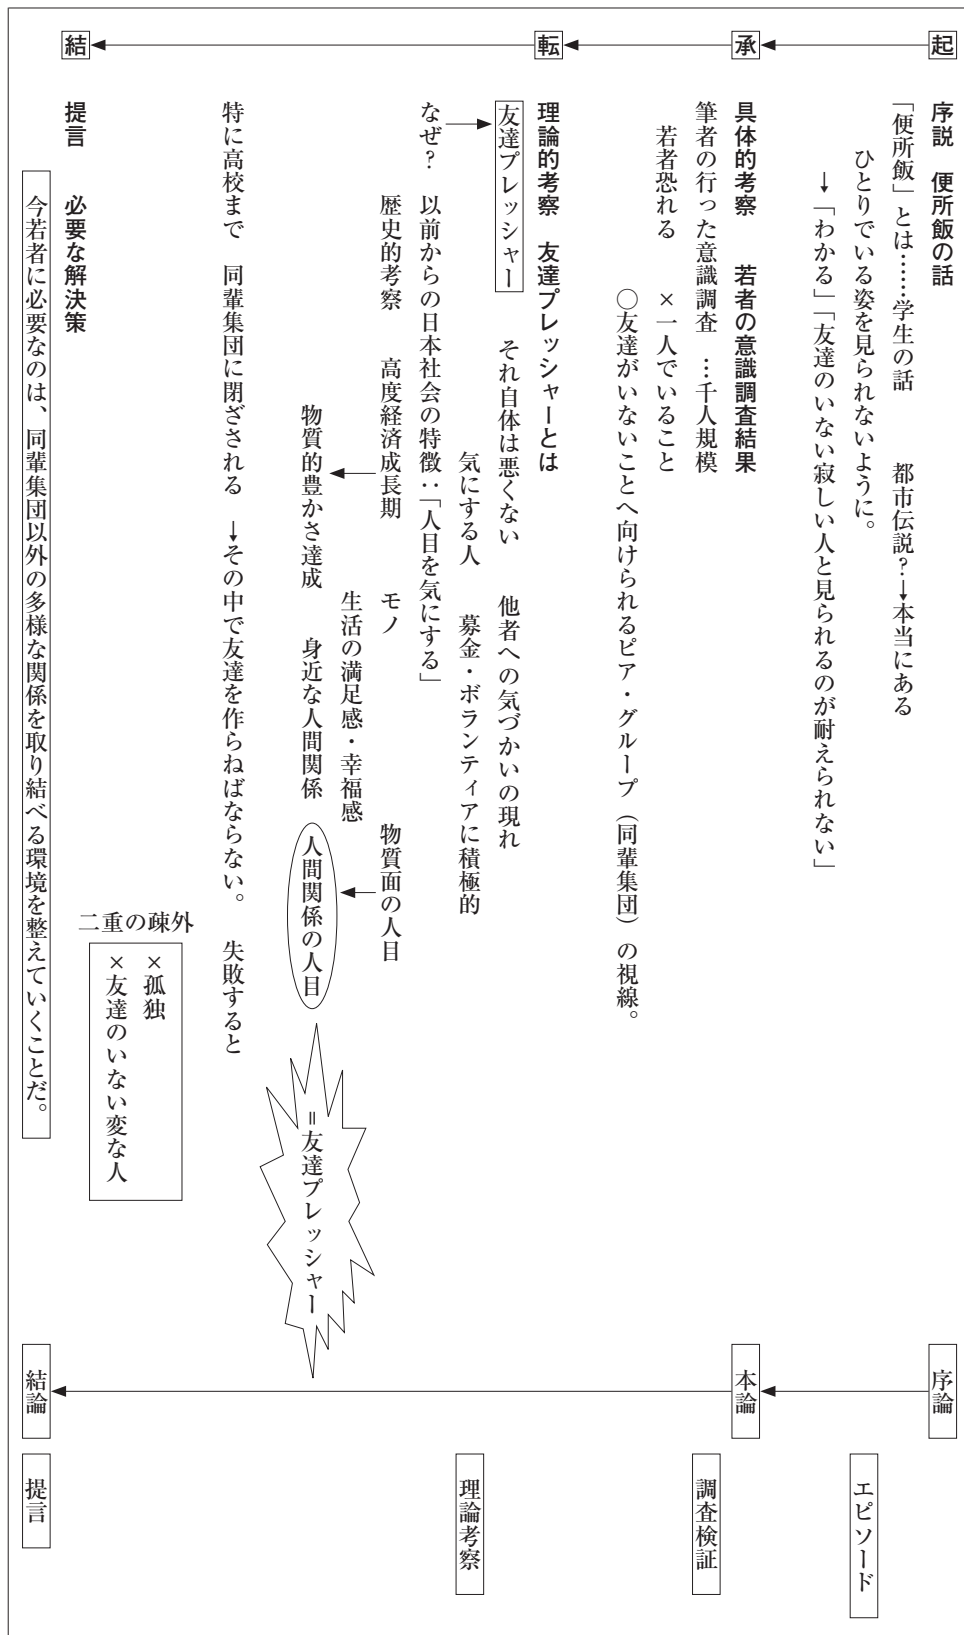 起
序説　便所飯の話
「便所飯」とは……学生の話　都市伝説？→本当にある
ひとりでいる姿を見られないように。
→「わかる」「友達のいない寂しい人と見られるのが耐えられない」
序論
エピソード
承
具体的考察　若者の意識調査結果
筆者の行った意識調査　…千人規模
若者恐れる　×一人でいること
○友達がいないことへ向けられるピア・グループ（同輩集団）の視線。
本論
調査検証
転
理論的考察　友達プレッシャーとは
友達プレッシャー　それ自体は悪くない　他者への気づかいの現れ
気にする人　募金・ボランティアに積極的
なぜ？　以前からの日本社会の特徴：「人目を気にする」
歴史的考察　高度経済成長期　モノ　物質面の人目
生活の満足感・幸福感
物質的豊かさ達成　身近な人間関係　人間関係の人目
＝友達プレッシャー
特に高校まで　同輩集団に閉ざされる　→その中で友達を作らねばならない。　失敗すると
二重の疎外
×孤独
×友達のいない変な人
理論考察
結
提言　必要な解決策
今若者に必要なのは、同輩集団以外の多様な関係を取り結べる環境を整えていくことだ。
結論
提言